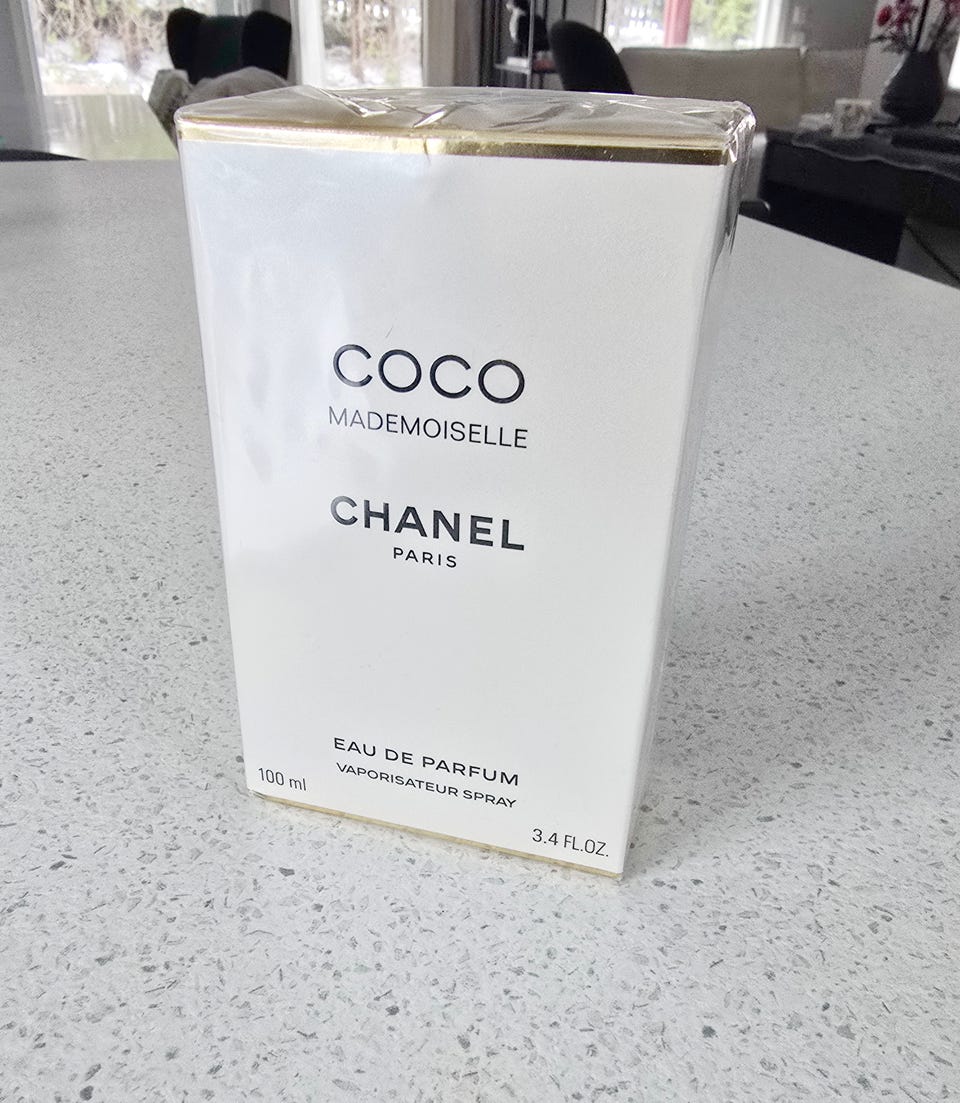 COCO
MADEMOISELLE
CHANEL
PARIS
EAU DE PARFUM
VAPORISATEUR SPRAY
100 ml
3.4 FL.OZ.